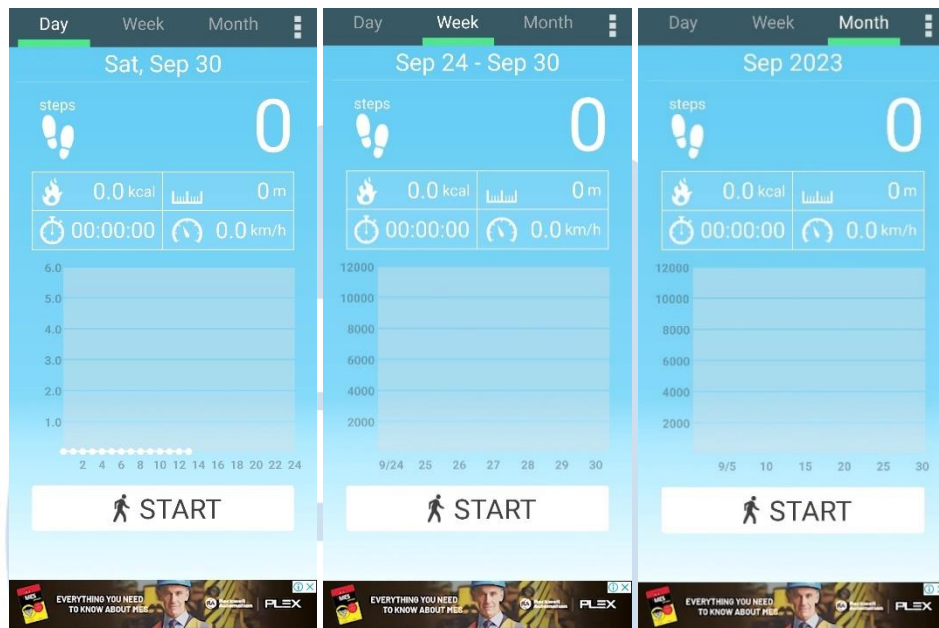 Day Week Month
Sat, Sep 30
steps
0
0.0 kcal 0 m
00:00:00 0.0 km/h
6.0
5.0
4.0
3.0
2.0
1.0
2 4 6 8 10 12 14 16 18 20 22 24
START
EVERYTHING YOU NEED
TO KNOW ABOUT MES
Rockwell
Automation
PLEX
Day Week Month
Sep 24 - Sep 30
steps
0
0.0 kcal 0 m
00:00:00 0.0 km/h
12000
10000
8000
6000
4000
2000
9/24 25 26 27 28 29 30
START
EVERYTHING YOU NEED
TO KNOW ABOUT MES
Rockwell
Automation
PLEX
Day Week Month
Sep 2023
steps
0
0.0 kcal 0 m
00:00:00 0.0 km/h
12000
10000
8000
6000
4000
2000
9/5 10 15 20 25 30
START
EVERYTHING YOU NEED
TO KNOW ABOUT MES
PLEX